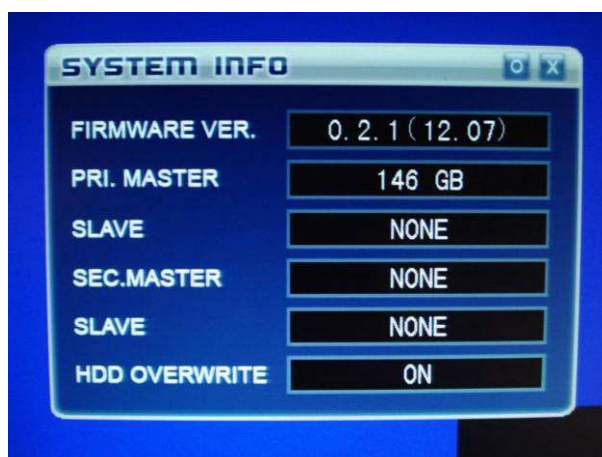 SYSTEM INFO O X
FIRMWARE VER. 0.2.1(12.07)
PRI. MASTER 146 GB
SLAVE NONE
SEC.MASTER NONE
SLAVE NONE
HDD OVERWRITE ON